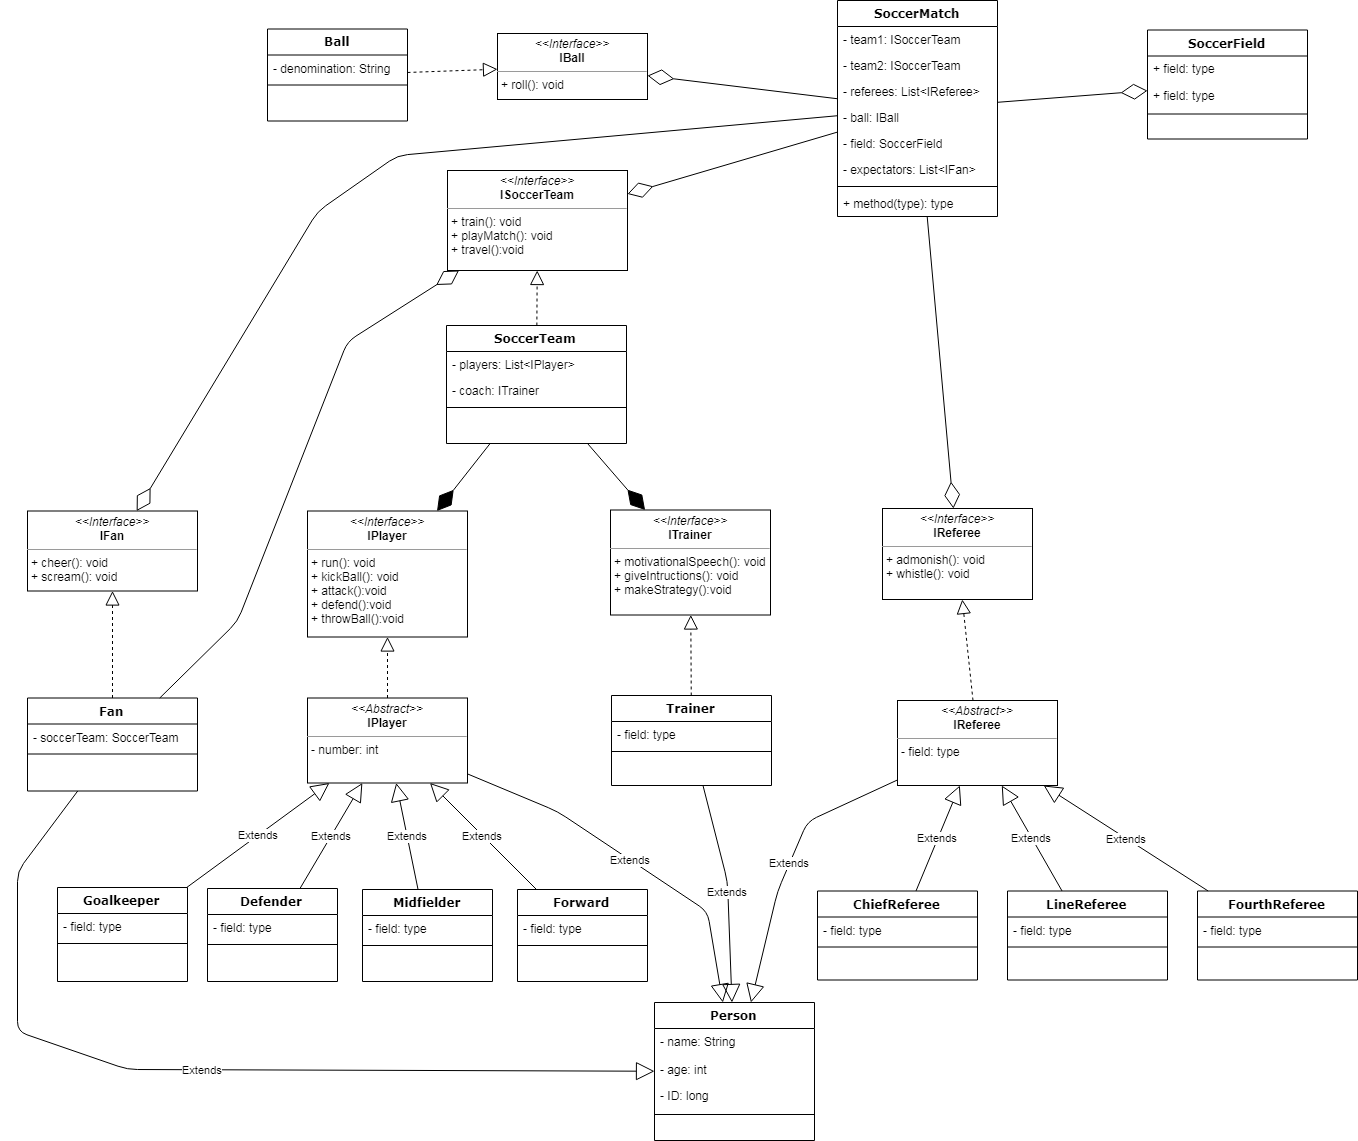 SoccerMatch
- team1: ISoccerTeam
- team2: ISoccerTeam
- referees: List<IReferee>
- ball: IBall
- field: SoccerField
- expectators: List<IFan>
+ method(type): type
Ball
- denomination: String
<<Interface>>
IBall
+ roll(): void
SoccerField
+ field: type
+ field: type
<<Interface>>
ISoccerTeam
+ train(): void
+ playMatch(): void
+ travel():void
SoccerTeam
- players: List<IPlayer>
- coach: ITrainer
<<Interface>>
IFan
+ cheer(): void
+ scream(): void
<<Interface>>
IPlayer
+ run(): void
+ kickBall(): void
+ attack():void
+ defend():void
+ throwBall():void
<<Interface>>
ITrainer
+ motivationalSpeech(): void
+ giveIntructions(): void
+ makeStrategy():void
<<Interface>>
IReferee
+ admonish(): void
+ whistle(): void
Fan
- soccerTeam: SoccerTeam
<<Abstract>>
IPlayer
- number: int
Trainer
- field: type
<<Abstract>>
IReferee
- field: type
Extends
Extends
Extends
Extends
Extends
Extends
Extends
Extends
Extends
Extends
Goalkeeper
- field: type
Defender
- field: type
Midfielder
- field: type
Forward
- field: type
ChiefReferee
- field: type
LineReferee
- field: type
FourthReferee
- field: type
Person
- name: String
- age: int
- ID: long
Extends